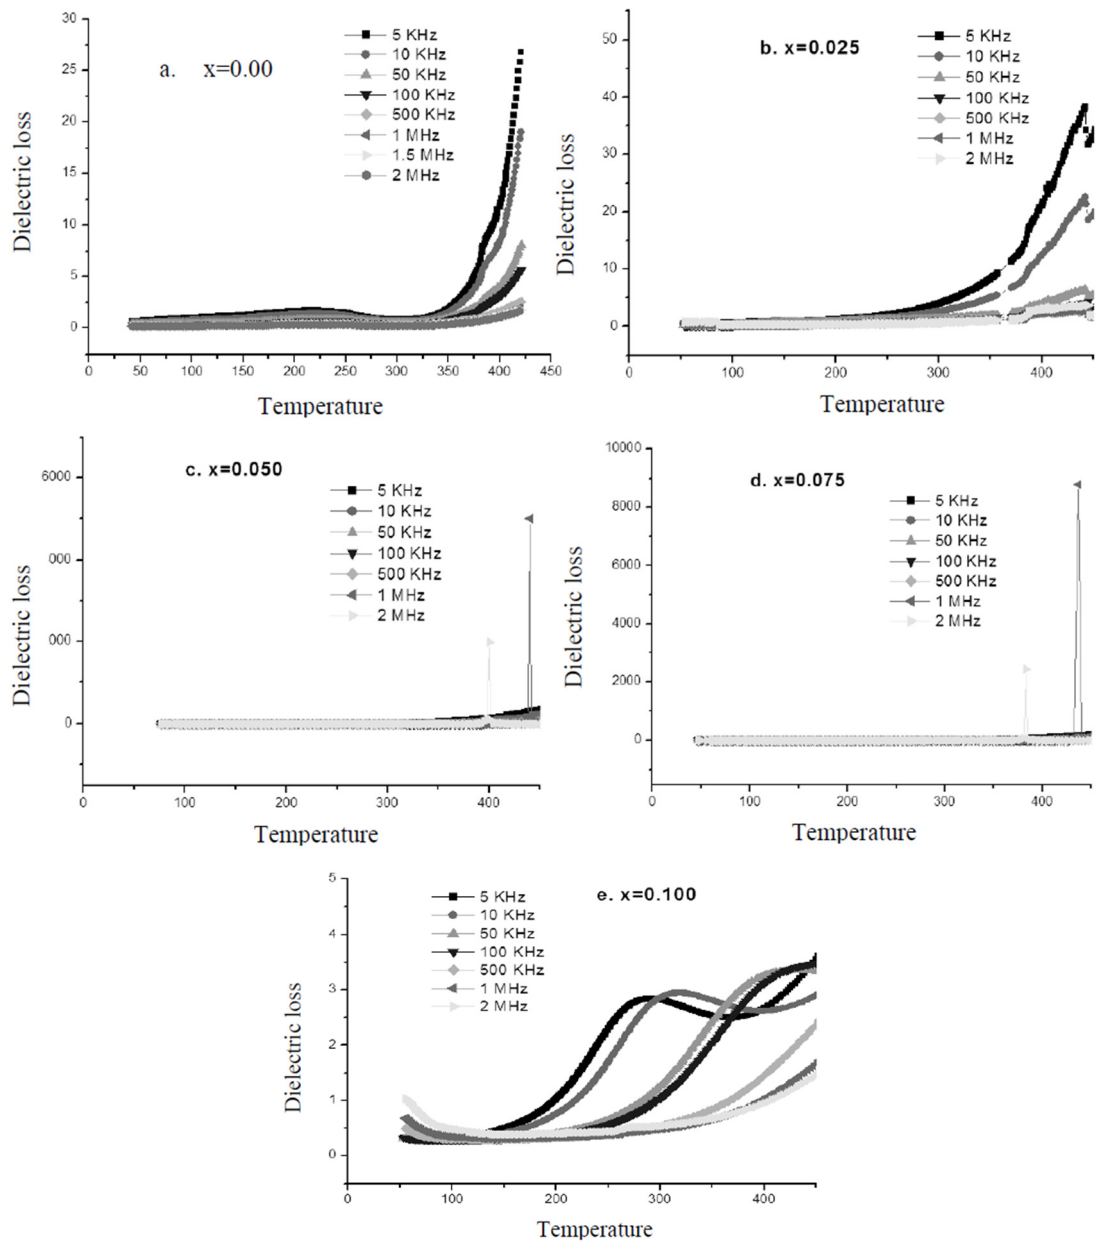 a. x=0.00
5 KHz
10 KHz
50 KHz
100 KHz
500 KHz
1 MHz
1.5 MHz
2 MHz
30
25
20
15
10
5
0
0 50 100 150 200 250 300 350 400 450
Dielectric loss
Temperature
b. x=0.025
5 KHz
10 KHz
50 KHz
100 KHz
500 KHz
1 MHz
2 MHz
50
40
30
20
10
0
0 100 200 300 400
Dielectric loss
Temperature
c. x=0.050
5 KHz
10 KHz
50 KHz
100 KHz
500 KHz
1 MHz
2 MHz
6000
000
000
0
0 100 200 300 400
Dielectric loss
Temperature
d. x=0.075
5 KHz
10 KHz
50 KHz
100 KHz
500 KHz
1 MHz
2 MHz
10000
8000
6000
4000
2000
0
0 100 200 300 400
Dielectric loss
Temperature
e. x=0.100
5 KHz
10 KHz
50 KHz
100 KHz
500 KHz
1 MHz
2 MHz
5
4
3
2
1
0
0 100 200 300 400
Dielectric loss
Temperature